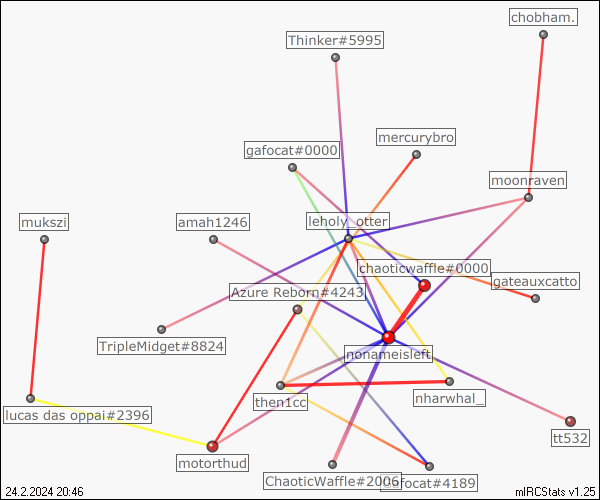 chobham.
Thinker#5995
mercurybro
gafocat#0000
moonraven
mukszi
amah1246
leholy_otter
chaoticwaffle#0000
gateauxcatto
Azure Reborn#4243
TripleMidget#8824
nonameisleft
nharwhal_
then1cc
lucas das oppai#2396
tt532
motorthud
ChaoticWaffle#2006
Gafocat#4189
24.2.2024 20:46
mIRCStats v1.25